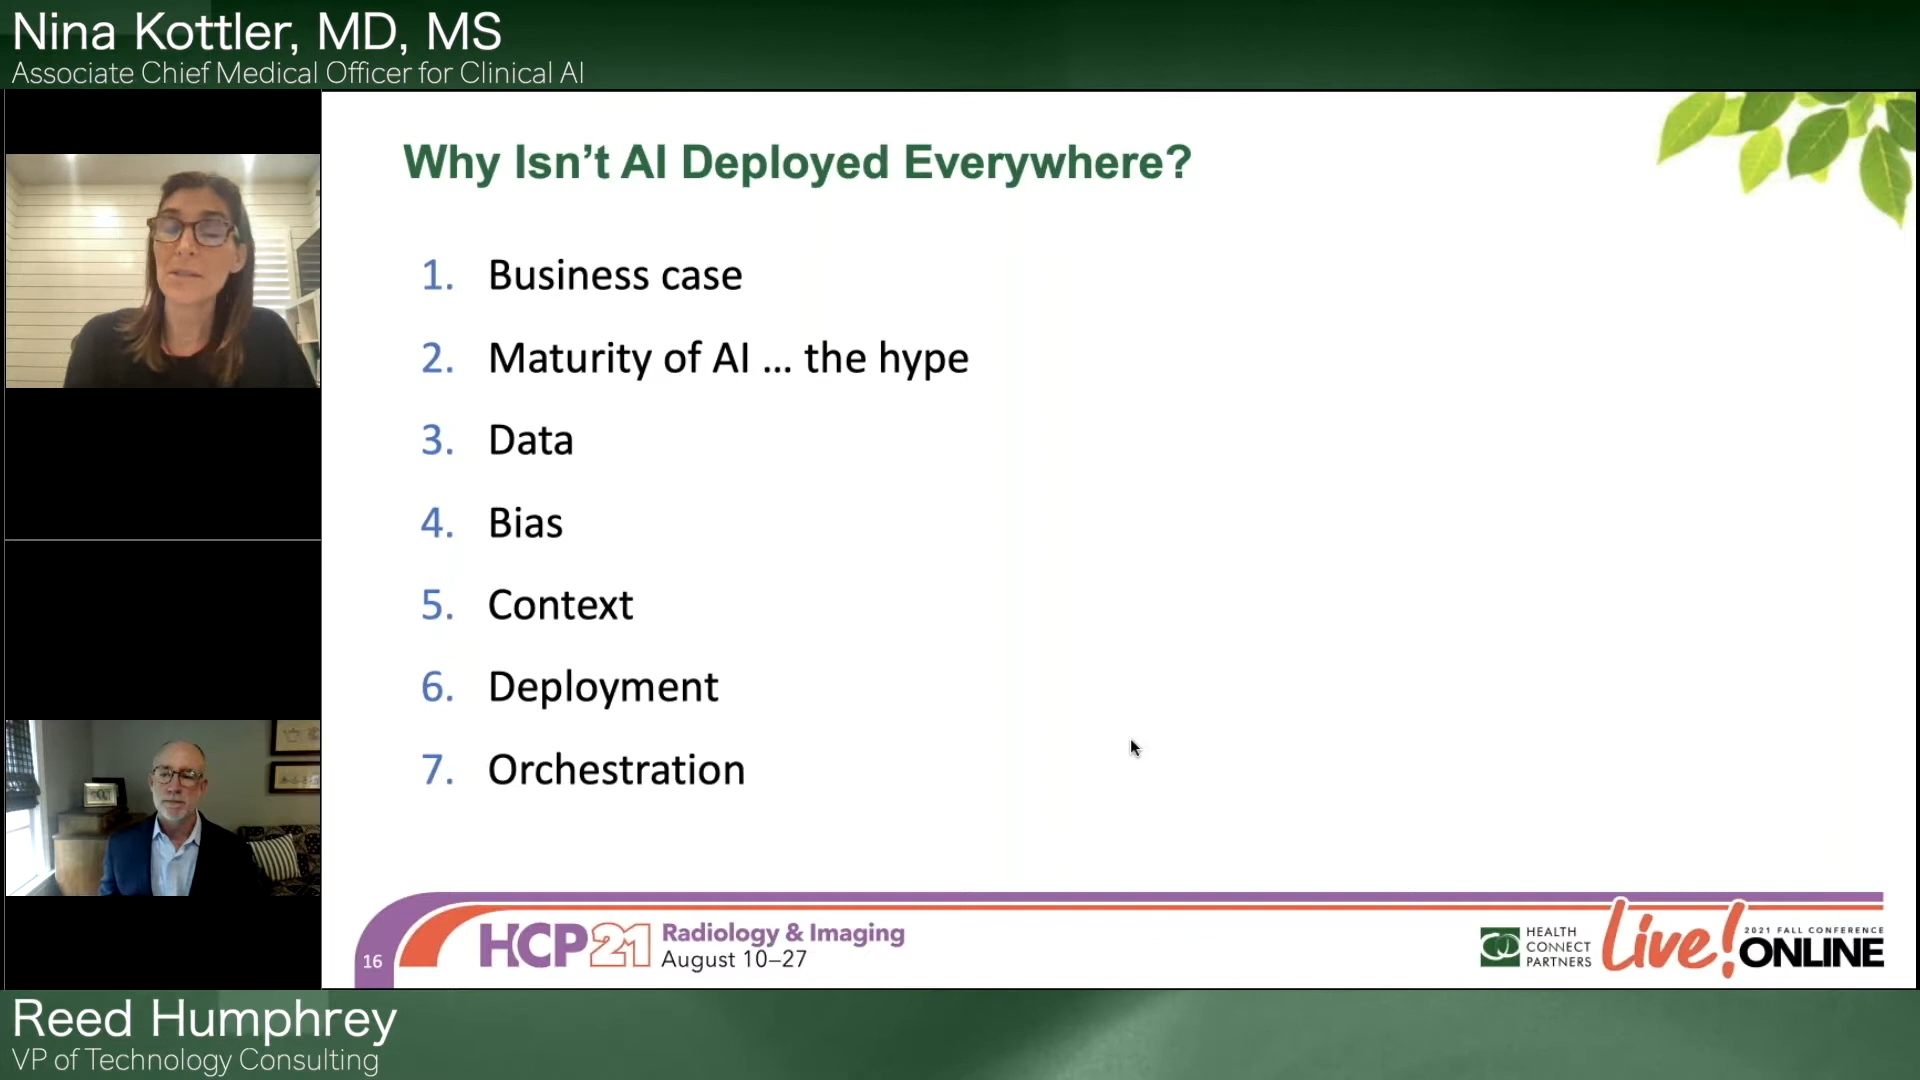 Nina Kottler, MD, MS
Associate Chief Medical Officer for Clinical AI
Why Isn’t AI Deployed Everywhere?
1. Business case
2. Maturity of AI ... the hype
3. Data
4. Bias
5. Context
6. Deployment
7. Orchestration
16
HCP21
Radiology & Imaging
August 10–27
HEALTH
CONNECT
PARTNERS
Live!
2021 FALL CONFERENCE
ONLINE
Reed Humphrey
VP of Technology Consulting